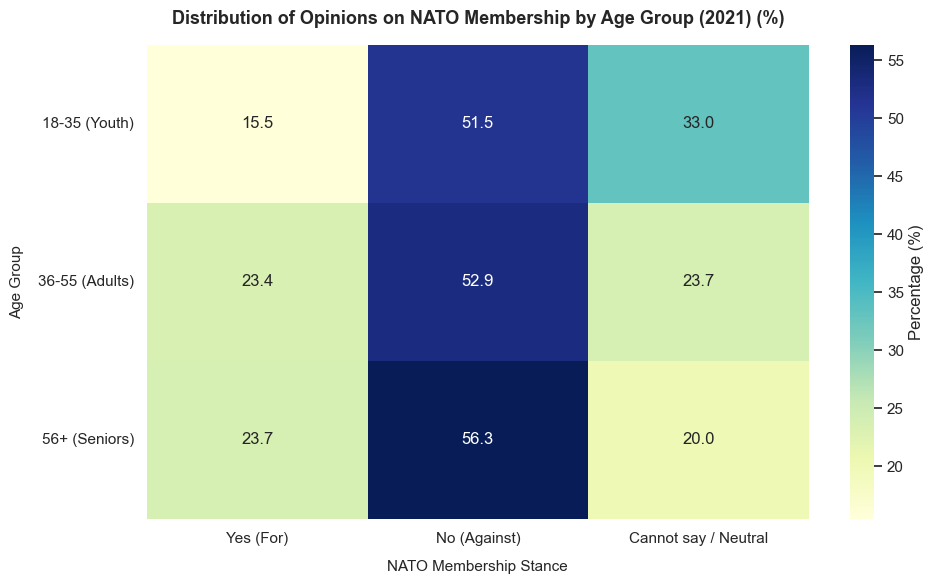 Distribution of Opinions on NATO Membership by Age Group (2021) (%)
18-35 (Youth)
15.5
51.5
33.0
36-55 (Adults)
23.4
52.9
23.7
56+ (Seniors)
23.7
56.3
20.0
Yes (For)
No (Against)
Cannot say / Neutral
NATO Membership Stance
Age Group
55
50
45
40
35
30
25
20
Percentage (%)